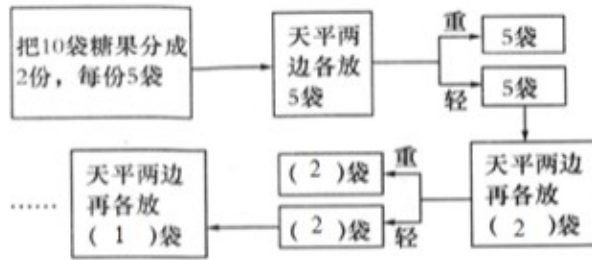 把10袋糖果分成
2份，每份5袋
天平两
边各放
5袋
重
5袋
轻
5袋
天平两边
再各放
( 2 )袋
重
( 2 )袋
( 2 )袋
轻
天平两边
再各放
( 1 )袋
……